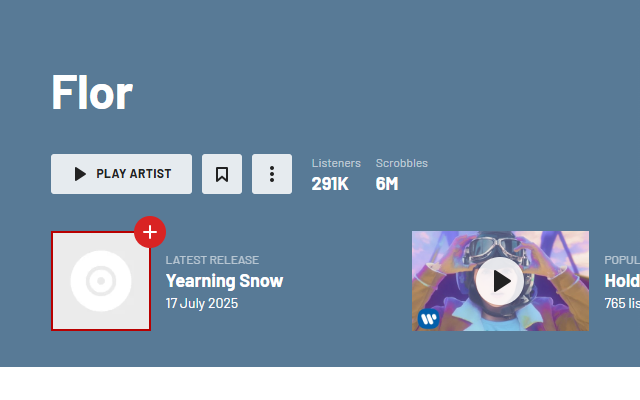 Flor
PLAY ARTIST
Listeners
291K
Scrobbles
6M
LATEST RELEASE
Yearning Snow
17 July 2025
POPUL
Hold
765 lis